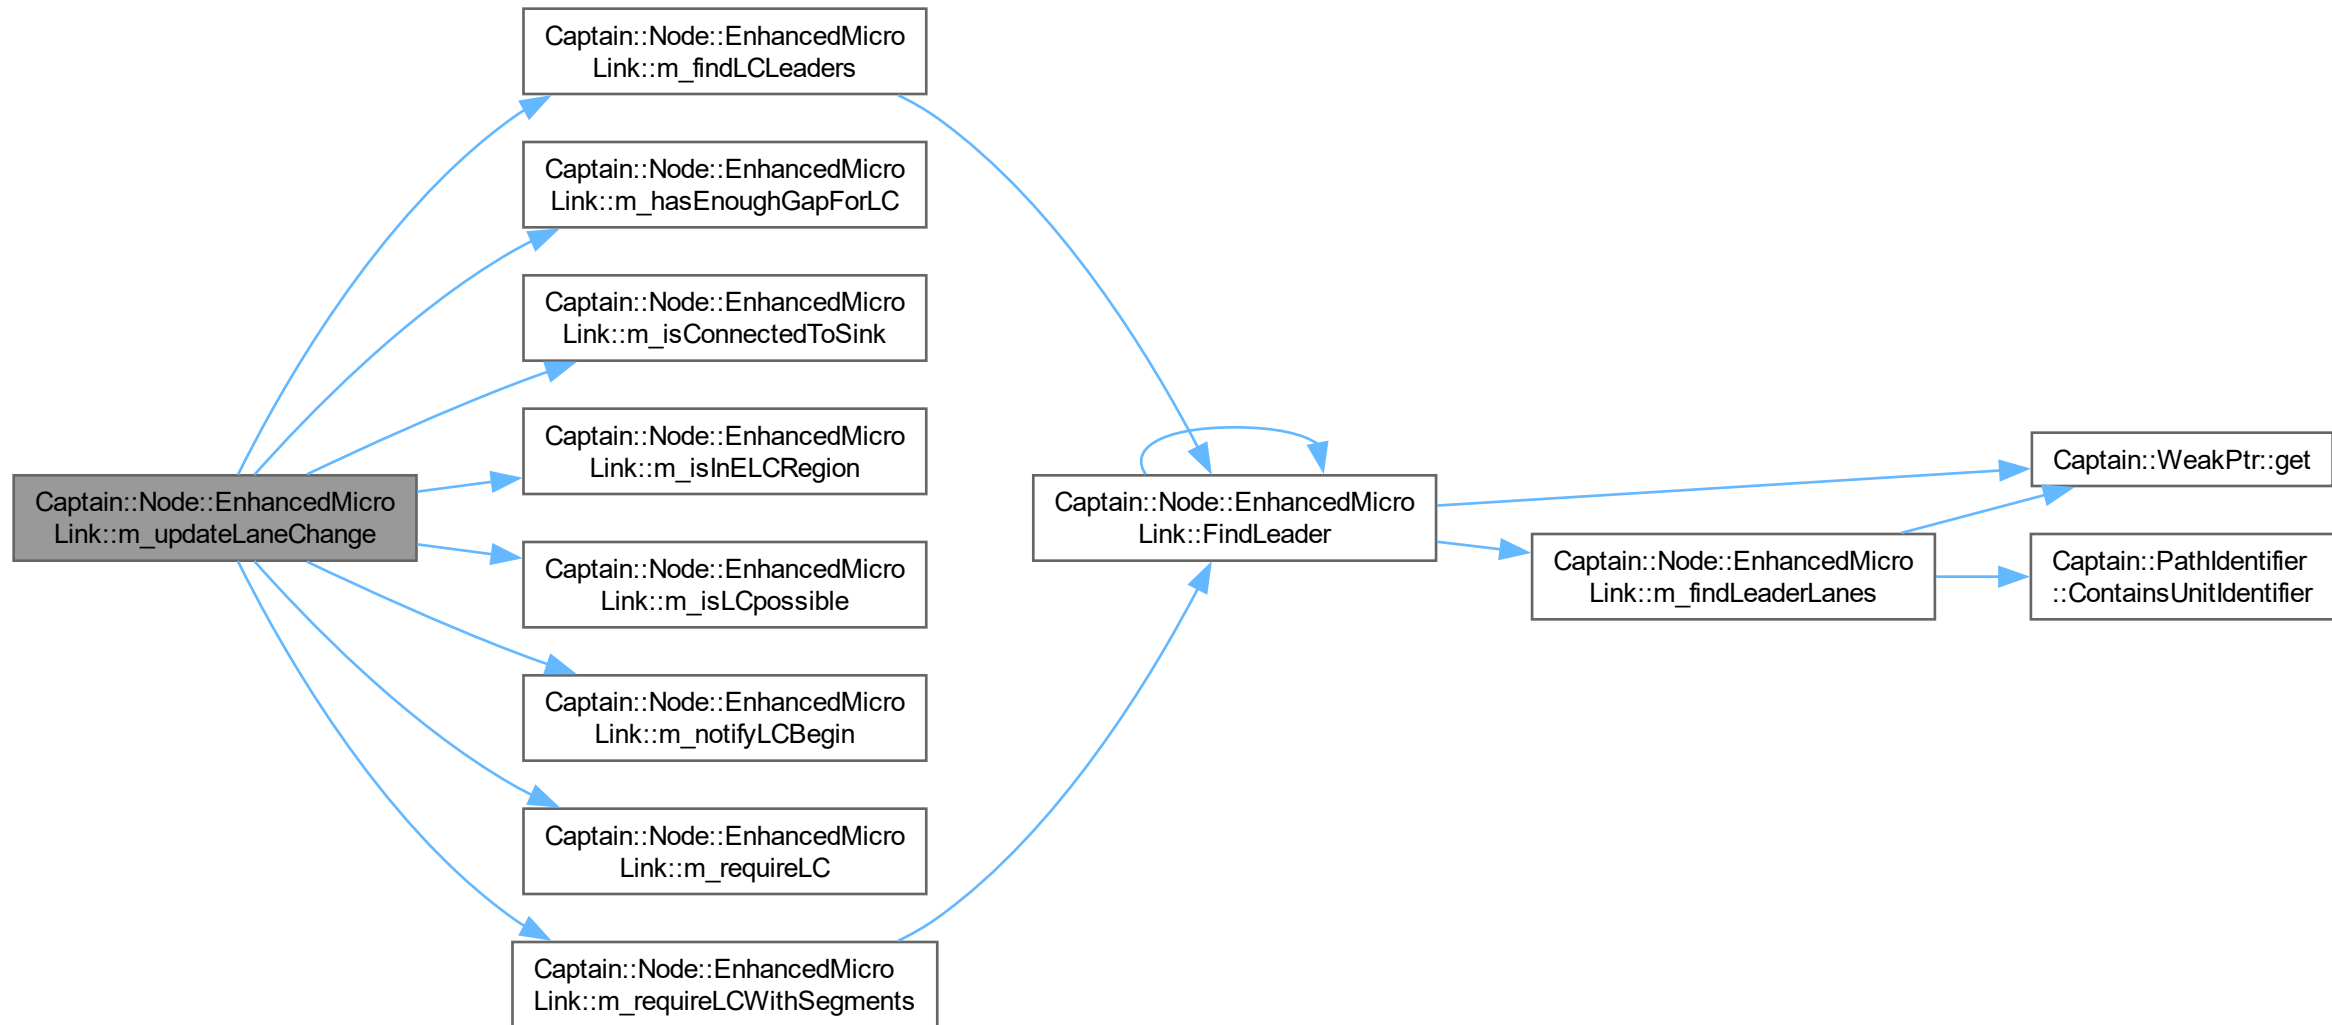 Captain::Node::EnhancedMicro
Link::m_updateLaneChange
Captain::Node::EnhancedMicro
Link::m_findLCLeaders
Captain::Node::EnhancedMicro
Link::m_hasEnoughGapForLC
Captain::Node::EnhancedMicro
Link::m_isConnectedToSink
Captain::Node::EnhancedMicro
Link::m_isInELCRegion
Captain::Node::EnhancedMicro
Link::m_isLCpossible
Captain::Node::EnhancedMicro
Link::m_notifyLCBegin
Captain::Node::EnhancedMicro
Link::m_requireLC
Captain::Node::EnhancedMicro
Link::m_requireLCWithSegments
Captain::Node::EnhancedMicro
Link::FindLeader
Captain::Node::EnhancedMicro
Link::m_findLeaderLanes
Captain::WeakPtr::get
Captain::PathIdentifier
::ContainsUnitIdentifier